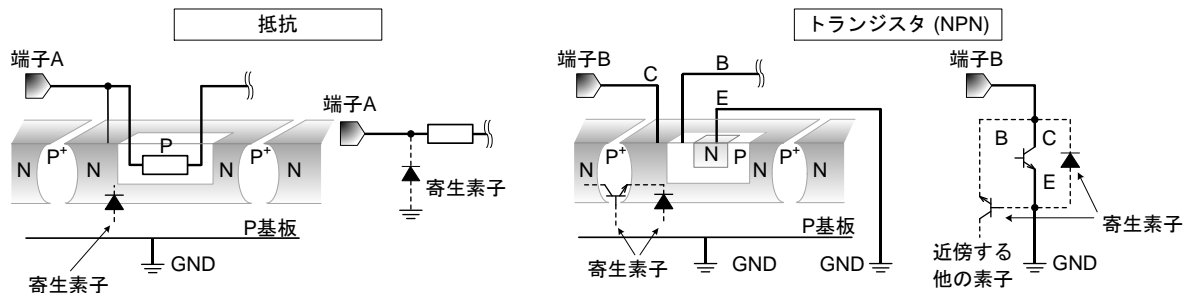 抵抗
トランジスタ (NPN)
端子A
端子A
P
N
P+
N
N
P+
N
寄生素子
P基板
寄生素子
GND
端子B
C
B
E
N
P+
N
N
P
N
P+
N
P基板
寄生素子
GND
GND
端子B
B
C
E
寄生素子
近傍する
他の素子
GND